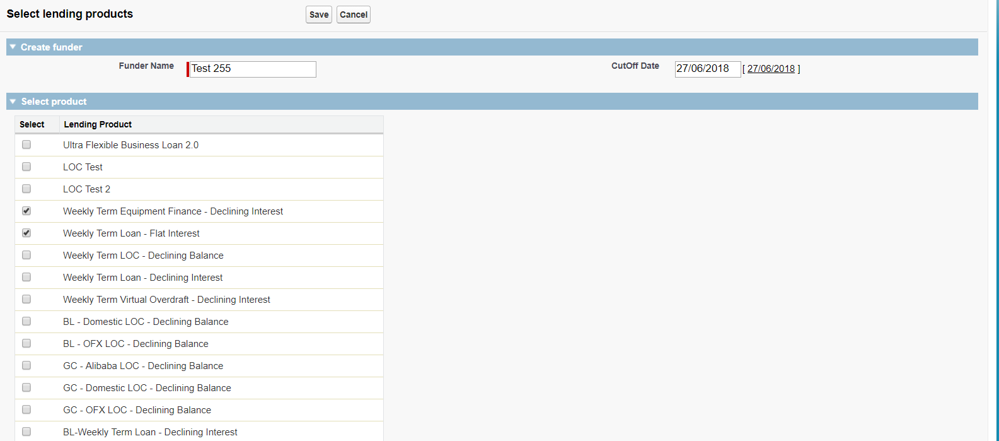 Select lending products
Save Cancel
Create funder
Funder Name Test 255 CutOff Date 27/06/2018 [ 27/06/2018 ]
Select product
Select Lending Product
Ultra Flexible Business Loan 2.0
LOC Test
LOC Test 2
Weekly Term Equipment Finance - Declining Interest
Weekly Term Loan - Flat Interest
Weekly Term LOC - Declining Balance
Weekly Term Loan - Declining Interest
Weekly Term Virtual Overdraft - Declining Interest
BL - Domestic LOC - Declining Balance
BL - OFX LOC - Declining Balance
GC - Alibaba LOC - Declining Balance
GC - Domestic LOC - Declining Balance
GC - OFX LOC - Declining Balance
BL-Weekly Term Loan - Declining Interest